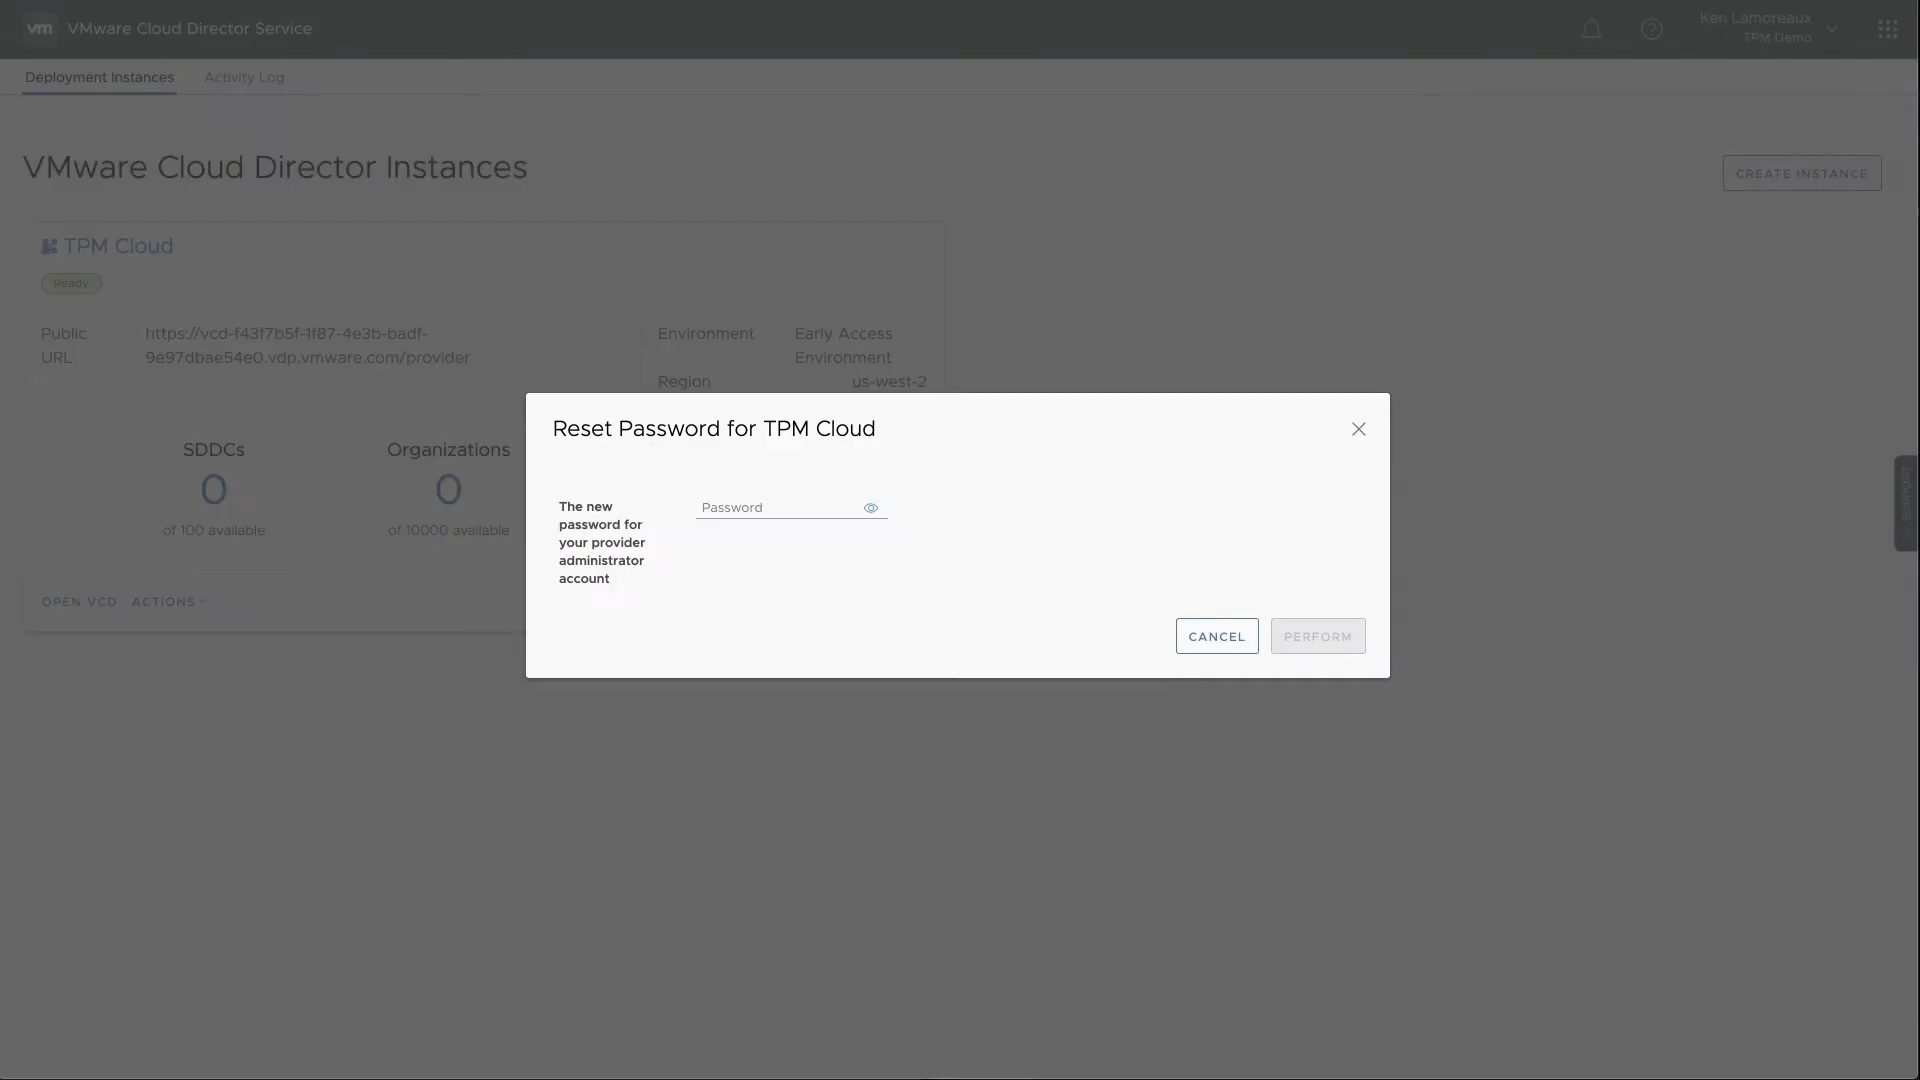 vm VMware Cloud Director Service
Ken Lamoreaux
TPM Demo
Deployment Instances Activity Log
VMware Cloud Director Instances
CREATE INSTANCE
TPM Cloud
Ready
Public URL
https://vcd-f43f7b5f-1f87-4e3b-badf-
9e97dbae54e0.vdp.vmware.com/provider
Environment
Early Access
Environment
Region us-west-2
SDDCs
0
of 100 available
Organizations
0
of 10000 available
OPEN VCD ACTIONS
Reset Password for TPM Cloud
The new
password for
your provider
administrator
account
Password
CANCEL PERFORM
SUPPORT